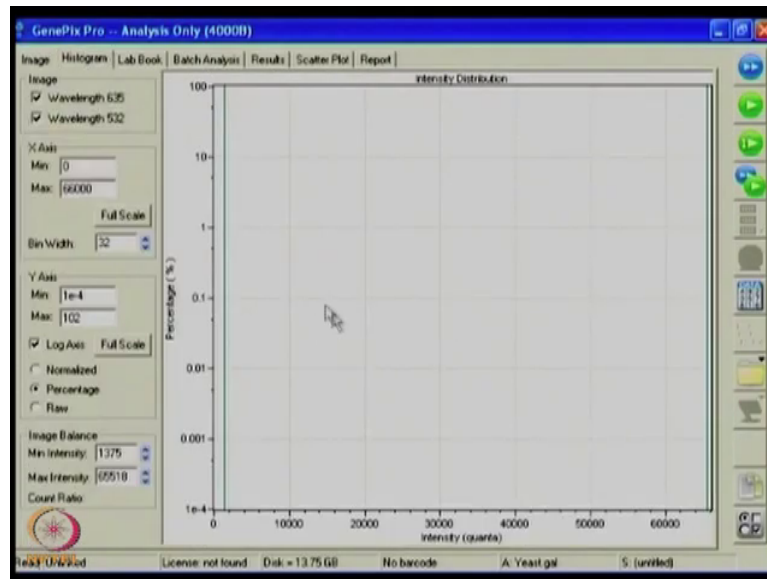 GenePix Pro -- Analysis Only (4000B)
Image Histogram Lab Book Batch Analysis Results Scatter Plot Report
Image
Wavelength 635
Wavelength 532
X Axis
Min: 0
Max: 66000
Full Scale
Bin Width: 32
Y Axis
Min: 1e-4
Max: 102
Log Axis Full Scale
Normalized
Percentage
Raw
Image Balance
Min Intensity: 1375
Max Intensity: 65518
Count Ratio:
Intensity Distribution
100
10
1
0.1
0.01
0.001
1e-4
Percentage (%)
0 10000 20000 30000 40000 50000 60000
Intensity (quanta)
License: not found Disk = 13.75 GB No barcode A: Yeast.gal S: (untitled)